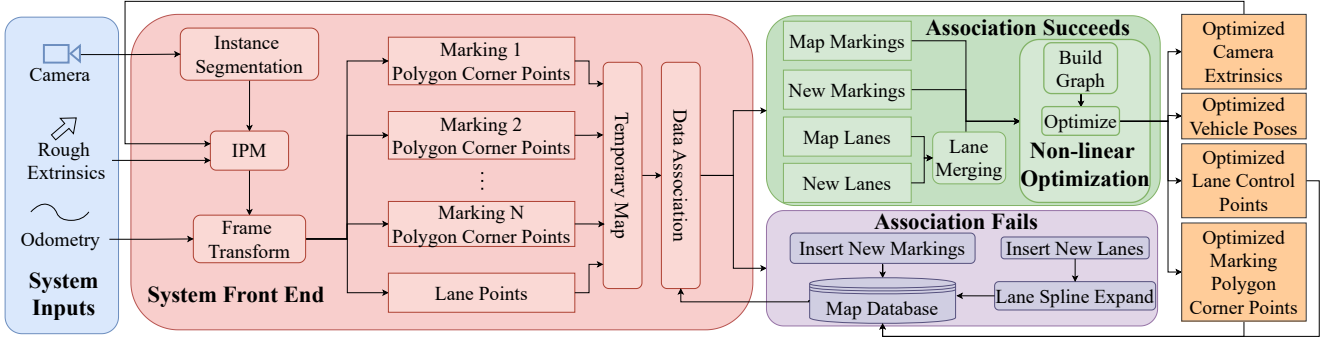 Camera
Rough
Extrinsics
Odometry
System
Inputs
Instance
Segmentation
IPM
Frame
Transform
System Front End
Marking 1
Polygon Corner Points
Marking 2
Polygon Corner Points
⋮
Marking N
Polygon Corner Points
Lane Points
Temporary Map
Data Association
Association Succeeds
Map Markings
New Markings
Map Lanes
New Lanes
Lane
Merging
Build
Graph
Optimize
Non-linear
Optimization
Association Fails
Insert New Markings
Insert New Lanes
Map Database
Lane Spline Expand
Optimized
Camera
Extrinsics
Optimized
Vehicle Poses
Optimized
Lane Control
Points
Optimized
Marking
Polygon
Corner Points